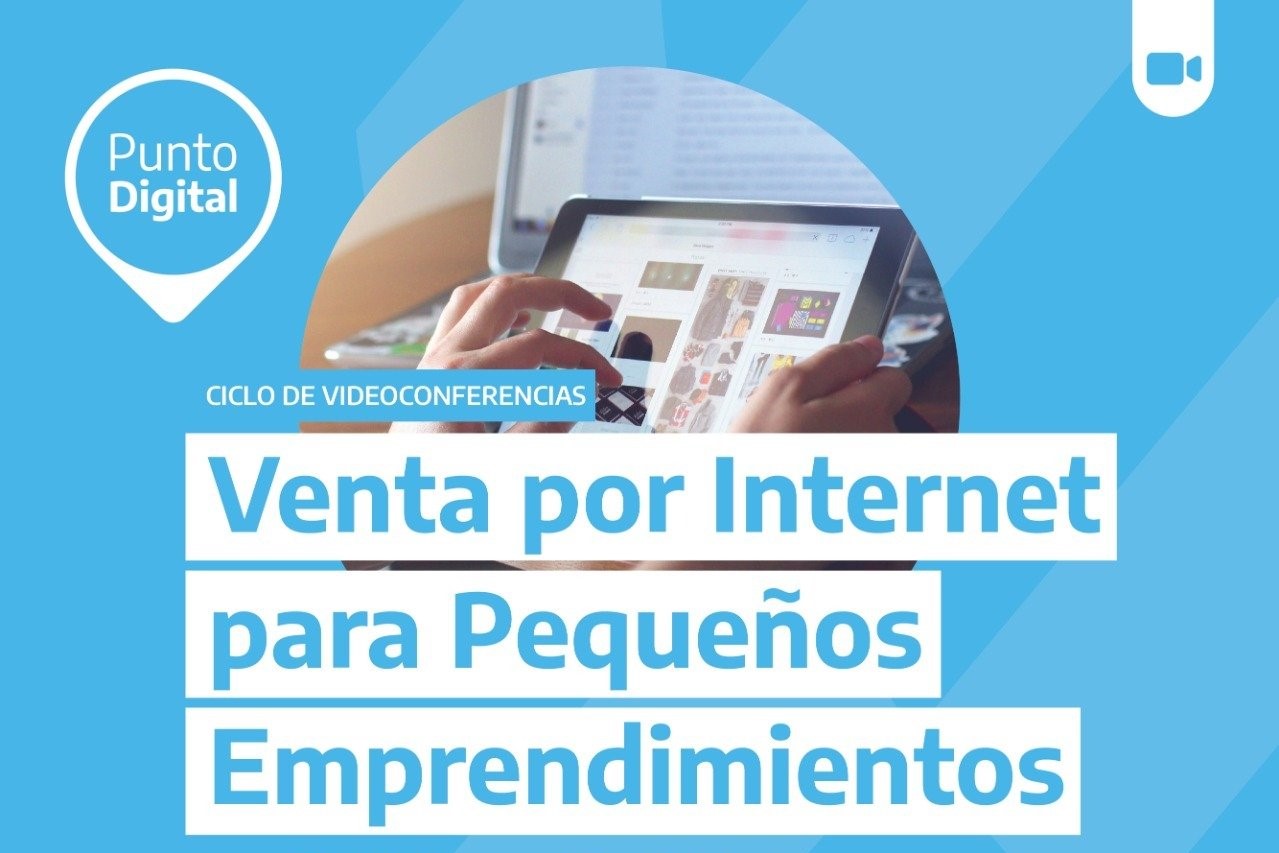 Punto
Digital
CICLO DE VIDEOCONFERENCIAS
Venta por Internet
para Pequeños
Emprendimientos